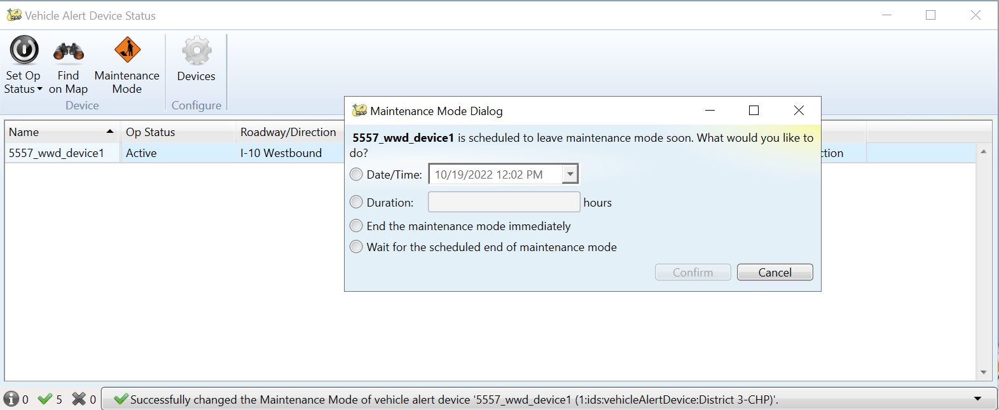 Vehicle Alert Device Status
Set Op Status
Find on Map
Maintenance Mode
Devices
Device
Configure
Name
Op Status
Roadway/Direction
5557_wwd_device1
Active
I-10 Westbound
ction
Maintenance Mode Dialog
5557_wwd_device1 is scheduled to leave maintenance mode soon. What would you like to
do?
Date/Time: 10/19/2022 12:02 PM
Duration: hours
End the maintenance mode immediately
Wait for the scheduled end of maintenance mode
Confirm Cancel
0 5 0 Successfully changed the Maintenance Mode of vehicle alert device '5557_wwd_device1 (1:ids:vehicleAlertDevice:District 3-CHP)'.